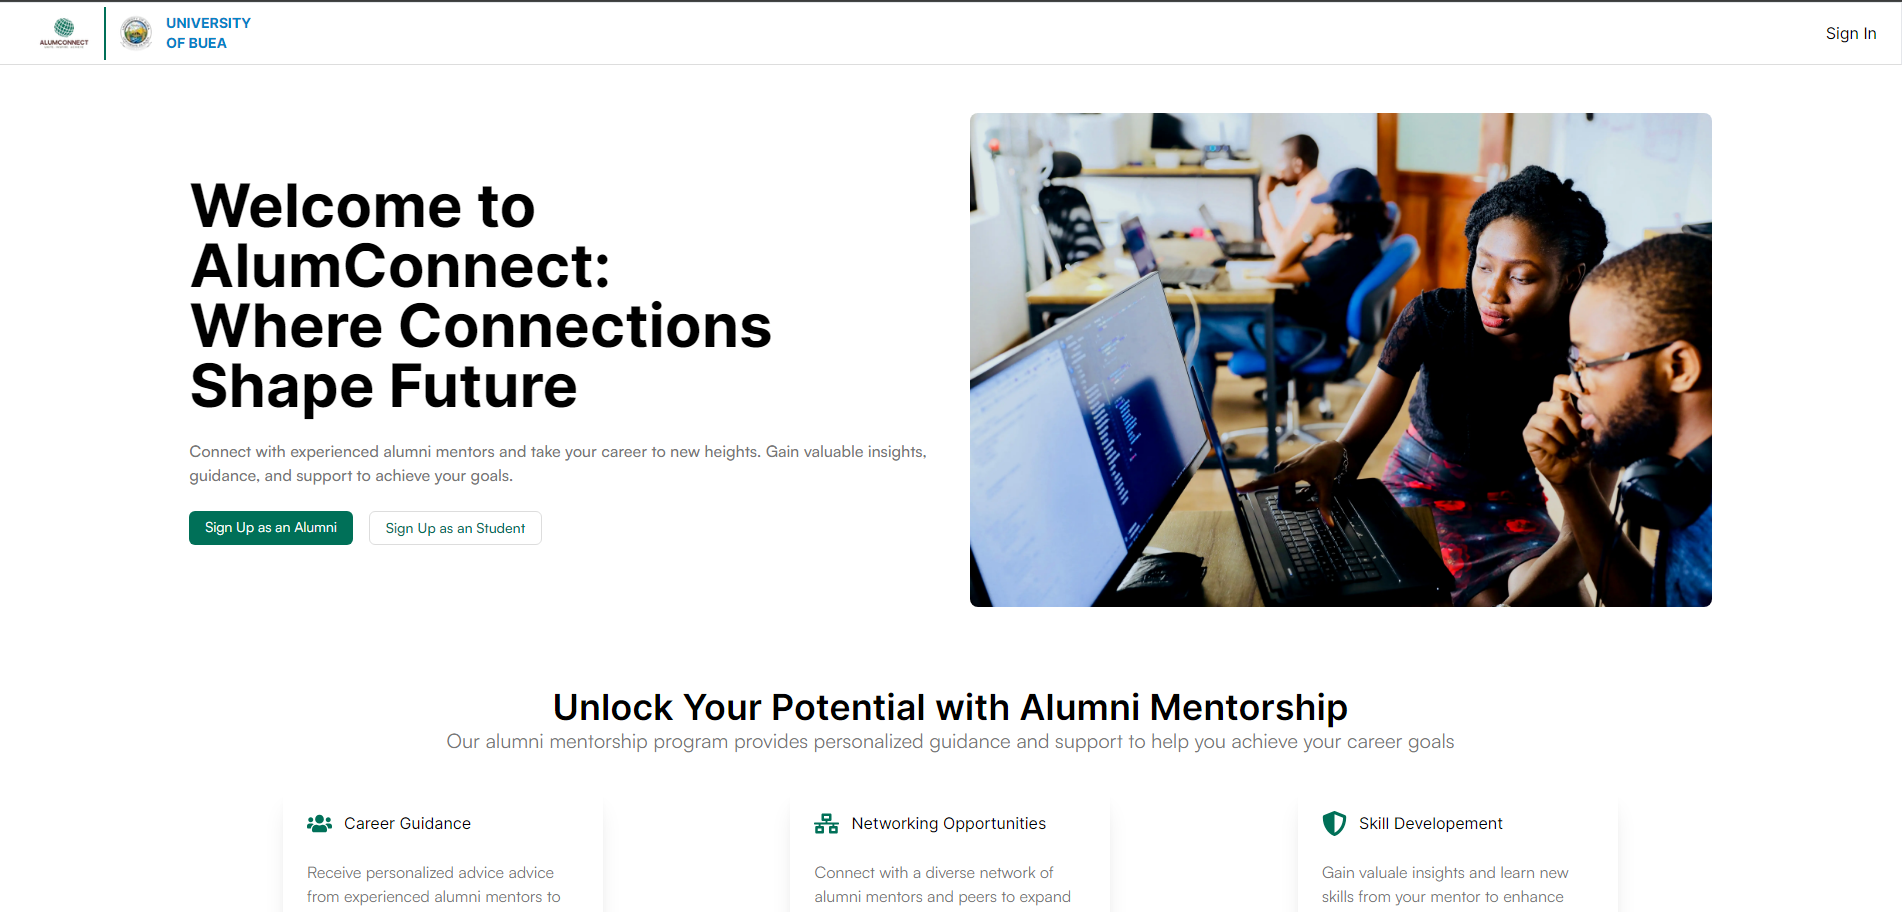 ALUMCONNECT
UNIVERSITY
OF BUEA
Sign In
Welcome to
AlumConnect:
Where Connections
Shape Future
Connect with experienced alumni mentors and take your career to new heights. Gain valuable insights,
guidance, and support to achieve your goals.
Sign Up as an Alumni
Sign Up as an Student
Unlock Your Potential with Alumni Mentorship
Our alumni mentorship program provides personalized guidance and support to help you achieve your career goals
Career Guidance
Receive personalized advice advice
from experienced alumni mentors to
Networking Opportunities
Connect with a diverse network of
alumni mentors and peers to expand
Skill Developement
Gain valuale insights and learn new
skills from your mentor to enhance